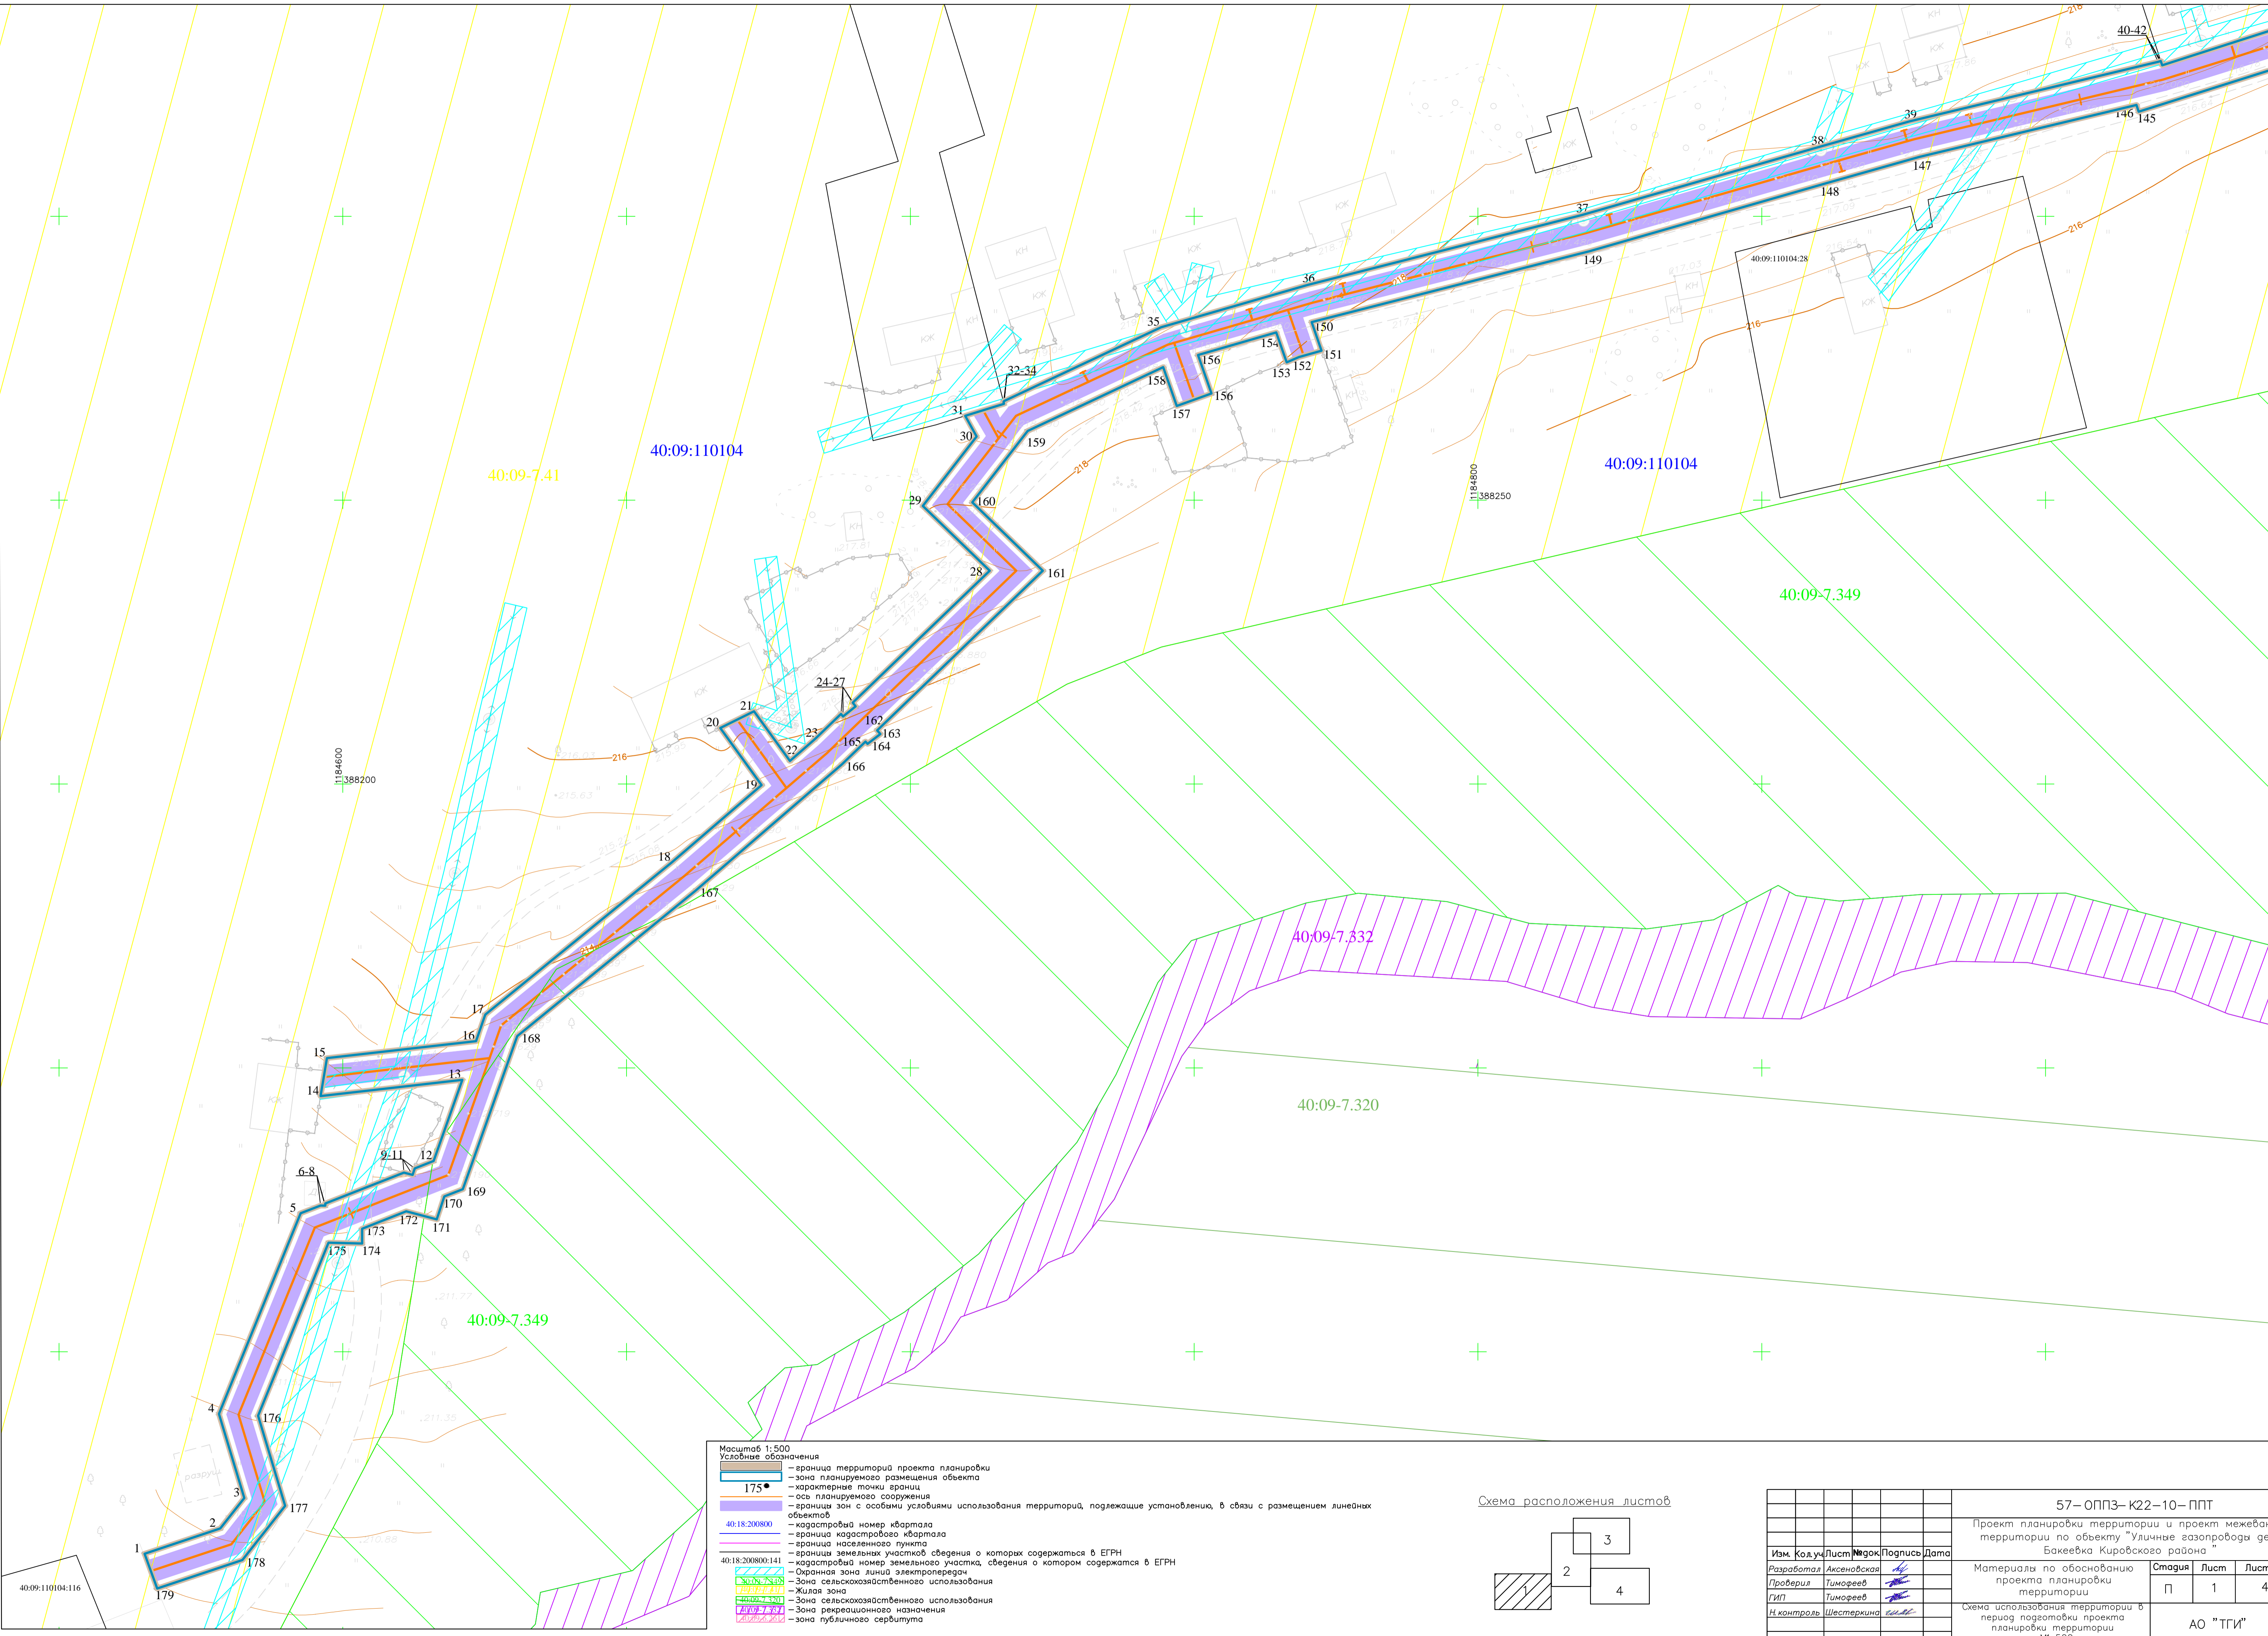 40-42
39
38
146
145
147
148
37
149
40:09:110104:28
36
35
150
151
152
153
154
156
156
157
158
32-34
31
30
159
40:09-7.41
40:09:110104
40:09:110104
1184800
388250
29
160
28
161
40:09-7.349
24-27
21
20
22
23
162
163
164
165
166
19
216
216
216
218
218
218
1184600
388200
18
167
214
40:09-7.332
17
16
168
15
14
13
40:09-7.320
12
9-11
6-8
5
169
170
171
172
173
174
175
40:09-7.349
4
176
3
177
2
1
178
179
разруш.
40:09:110104:116
КЖ
КН
Масштаб 1:500
Условные обозначения
– граница территорий проекта планировки
– зона планируемого размещения объекта
175
– характерные точки границ
– ось планируемого сооружения
– границы зон с особыми условиями использования территорий, подлежащие установлению, в связи с размещением линейных
объектов
40:18:200800
– кадастровый номер квартала
– граница кадастрового квартала
– граница населенного пункта
– границы земельных участков сведения о которых содержаться в ЕГРН
40:18:200800:141
– кадастровый номер земельного участка, сведения о котором содержатся в ЕГРН
– Охранная зона линий электропередач
– Зона сельскохозяйственного использования
– Жилая зона
– Зона сельскохозяйственного использования
– Зона рекреационного назначения
– зона публичного сервитута
Схема расположения листов
1
2
3
4
57–ОППЗ–К22–10–ППТ
Проект планировки территории и проект межеван
территории по объекту "Уличные газопроводы де
Бакеевка Кировского района "
Изм. Кол.уч Лист №док Подпись Дата
Разработал Аксеновская
Проверил Тимофеев
ГИП Тимофеев
Н.контроль Шестеркина
Материалы по обоснованию
проекта планировки
территории
Стадия Лист Лист
П 1 4
Схема использования территории в
период подготовки проекта
планировки территории
АО "ТГИ"